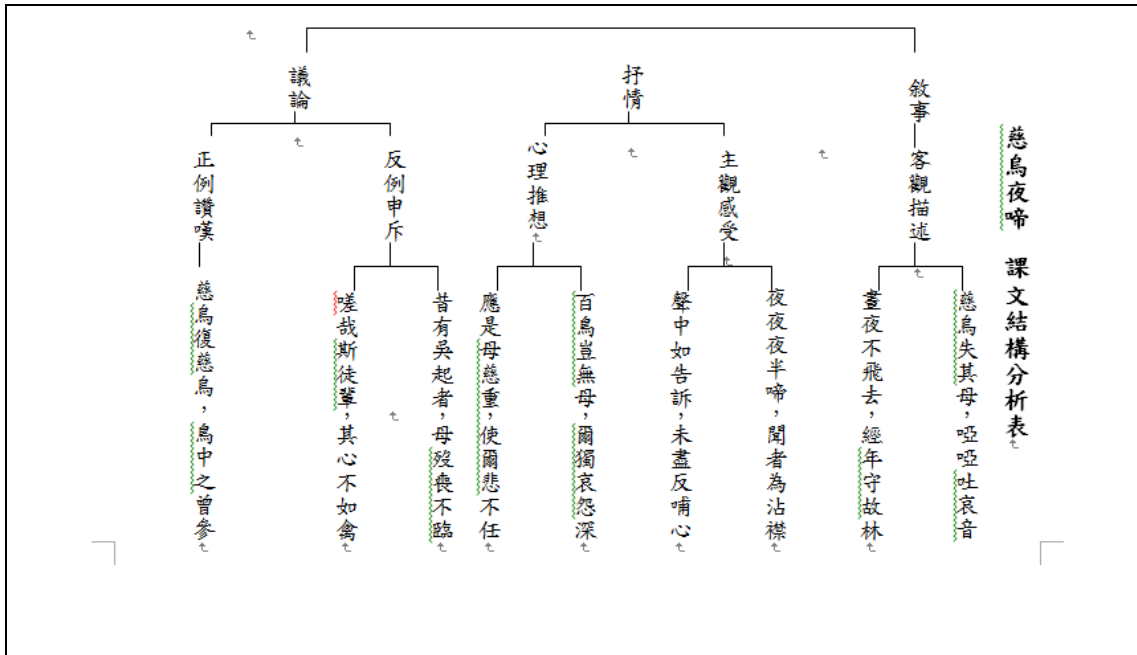 慈烏夜啼　課文結構分析表
敘事
客觀描述
慈烏失其母，啞啞吐哀音
晝夜不飛去，經年守故林
抒情
主觀感受
夜夜夜半啼，聞者為沾襟
聲中如告訴，未盡反哺心
心理推想
百鳥豈無母，爾獨哀怨深
應是母慈重，使爾悲不任
議論
反例申斥
昔有吳起者，母歿喪不臨
嗟哉斯徒輩，其心不如禽
正例讚嘆
慈烏復慈烏，鳥中之曾參